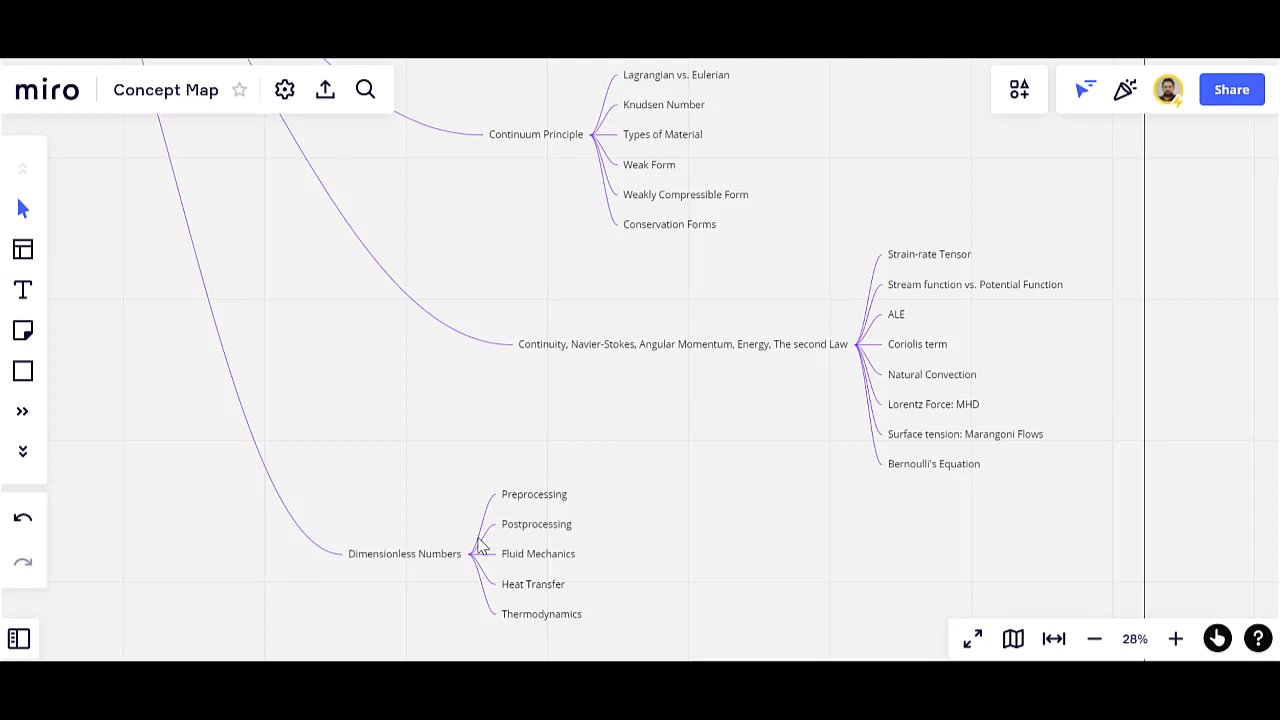 miro
Concept Map
Share
Lagrangian vs. Eulerian
Knudsen Number
Continuum Principle
Types of Material
Weak Form
Weakly Compressible Form
Conservation Forms
Strain-rate Tensor
Stream function vs. Potential Function
ALE
Continuity, Navier-Stokes, Angular Momentum, Energy, The second Law
Coriolis term
Natural Convection
Lorentz Force: MHD
Surface tension: Marangoni Flows
Bernoulli's Equation
Preprocessing
Postprocessing
Dimensionless Numbers
Fluid Mechanics
Heat Transfer
Thermodynamics
28%